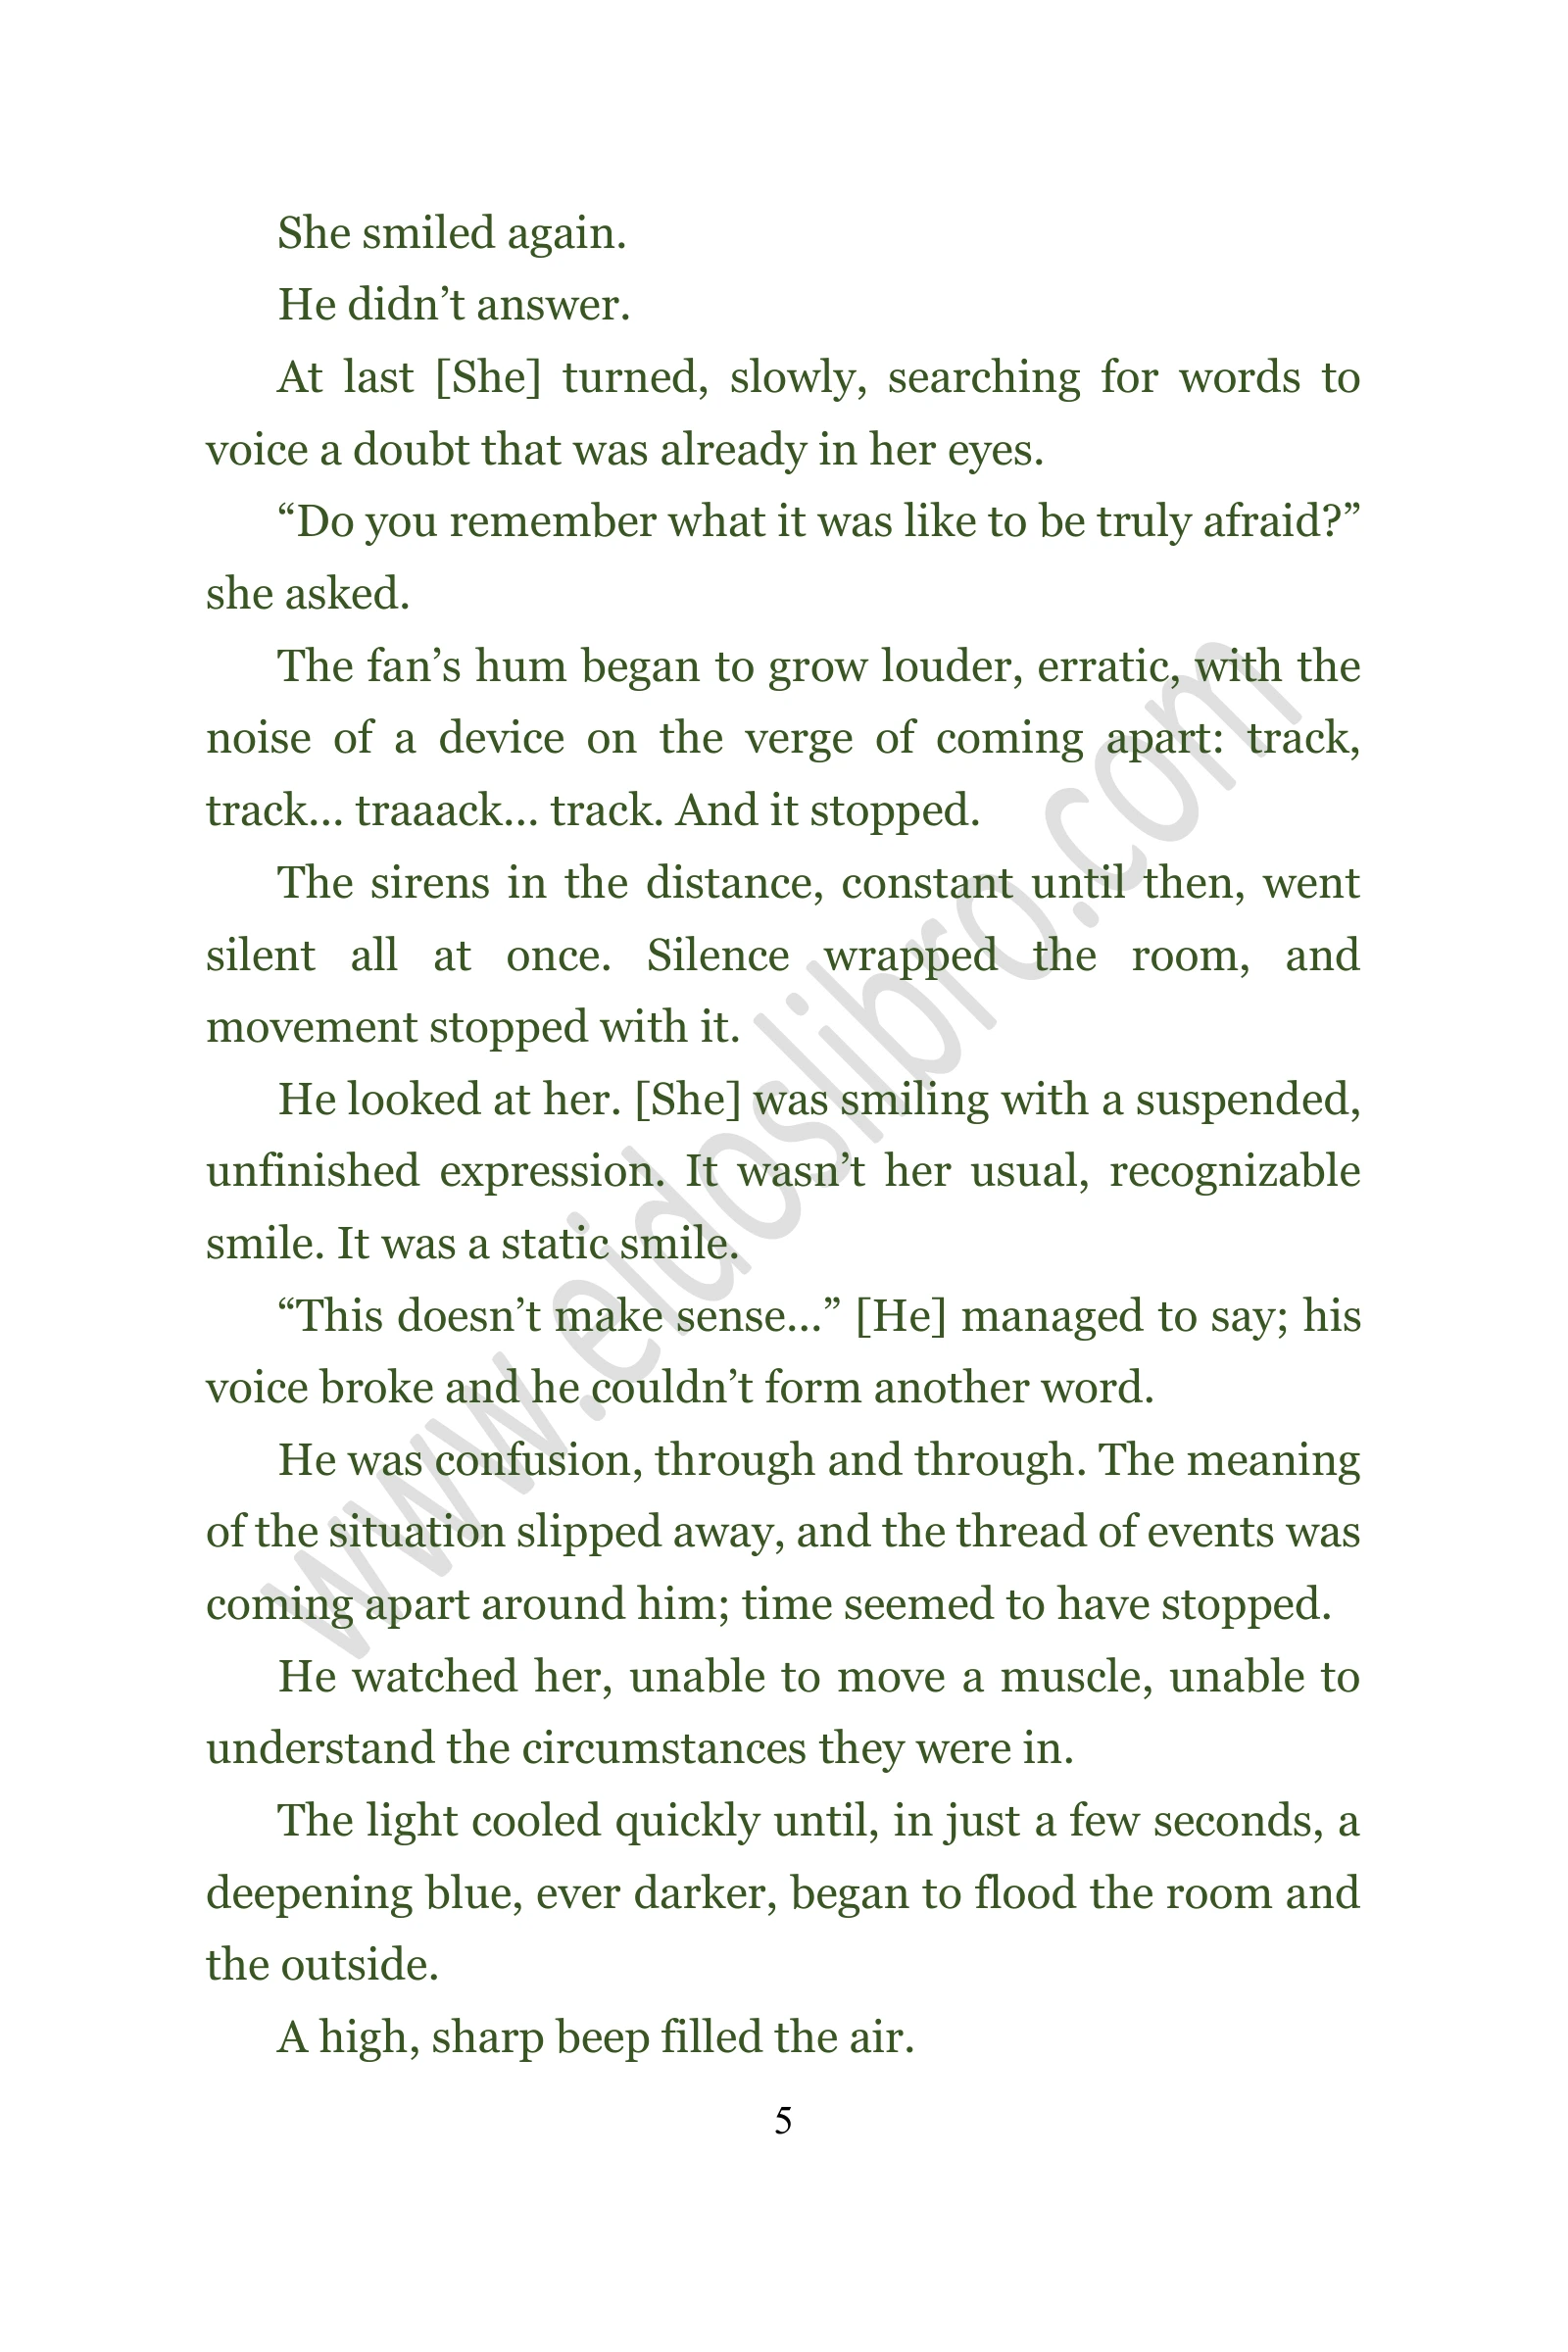 She smiled again.
He didn’t answer.
At last [She] turned, slowly, searching for words to
voice a doubt that was already in her eyes.
“Do you remember what it was like to be truly afraid?”
she asked.
The fan’s hum began to grow louder, erratic, with the
noise of a device on the verge of coming apart: track,
track... traaack... track. And it stopped.
The sirens in the distance, constant until then, went
silent all at once. Silence wrapped the room, and
movement stopped with it.
He looked at her. [She] was smiling with a suspended,
unfinished expression. It wasn’t her usual, recognizable
smile. It was a static smile.
“This doesn’t make sense...” [He] managed to say; his
voice broke and he couldn’t form another word.
He was confusion, through and through. The meaning
of the situation slipped away, and the thread of events was
coming apart around him; time seemed to have stopped.
He watched her, unable to move a muscle, unable to
understand the circumstances they were in.
The light cooled quickly until, in just a few seconds, a
deepening blue, ever darker, began to flood the room and
the outside.
A high, sharp beep filled the air.
5
www.eidoslibro.com